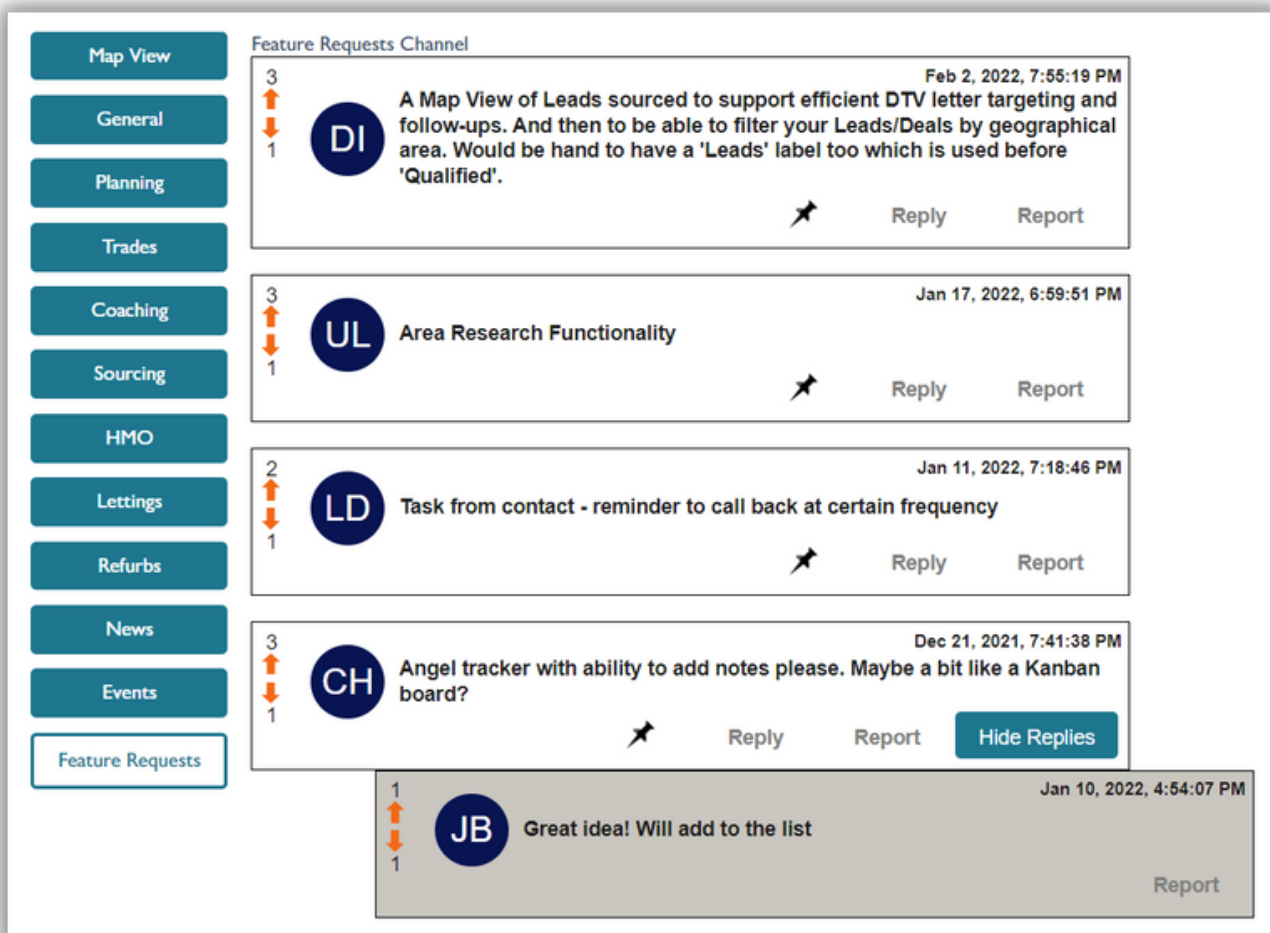 Map View
General
Planning
Trades
Coaching
Sourcing
HMO
Lettings
Refurbs
News
Events
Feature Requests
Feature Requests Channel
3
1
DI
Feb 2, 2022, 7:55:19 PM
A Map View of Leads sourced to support efficient DTV letter targeting and
follow-ups. And then to be able to filter your Leads/Deals by geographical
area. Would be hand to have a 'Leads' label too which is used before
'Qualified'.
Reply Report
3
1
UL
Jan 17, 2022, 6:59:51 PM
Area Research Functionality
Reply Report
2
1
LD
Jan 11, 2022, 7:18:46 PM
Task from contact - reminder to call back at certain frequency
Reply Report
3
1
CH
Dec 21, 2021, 7:41:38 PM
Angel tracker with ability to add notes please. Maybe a bit like a Kanban
board?
Reply Report Hide Replies
1
1
JB
Jan 10, 2022, 4:54:07 PM
Great idea! Will add to the list
Report